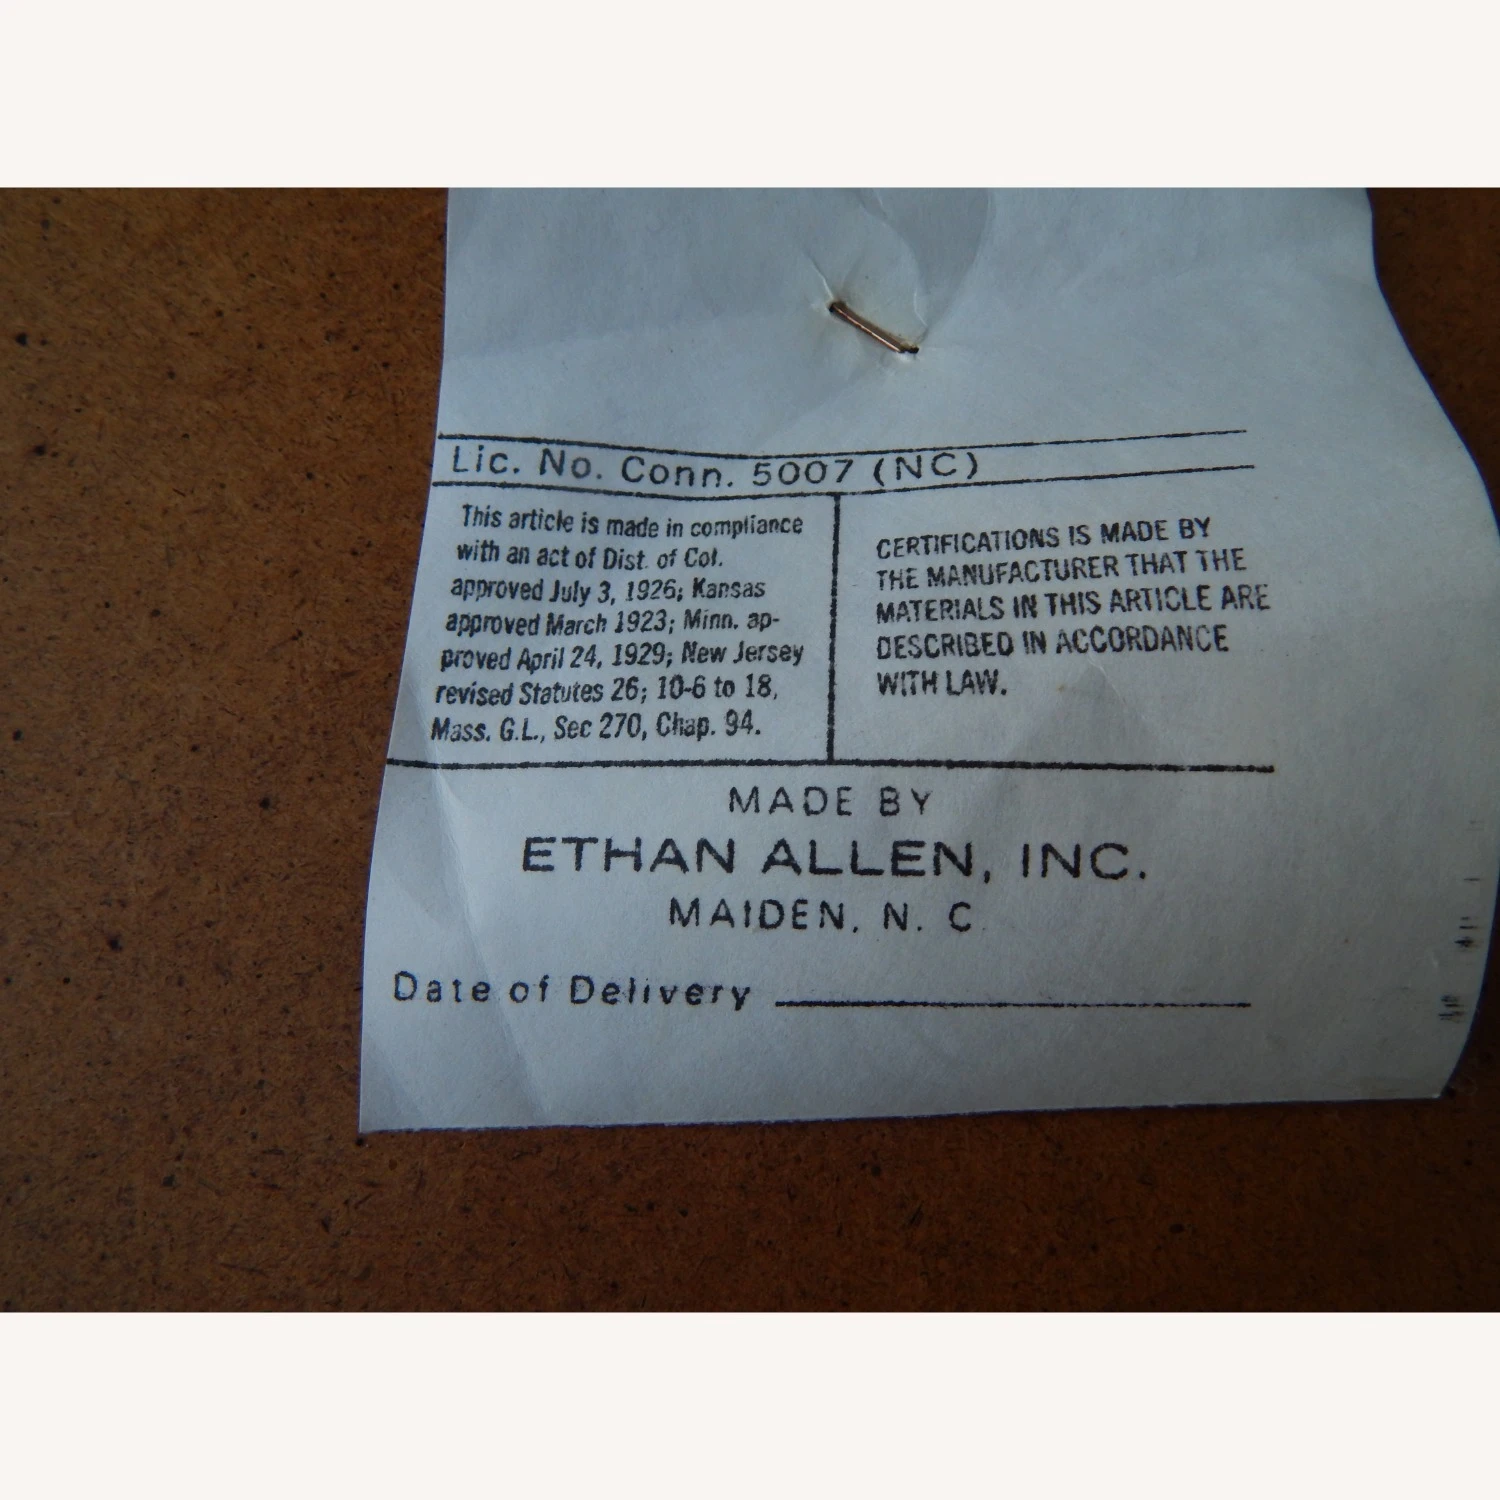 Lic. No. Conn. 5007 (NC)
This article is made in compliance
with an act of Dist. of Col.
approved July 3, 1926; Kansas
approved March 1923; Minn. ap-
proved April 24, 1929; New Jersey
revised Statutes 26; 10-6 to 18,
Mass. G.L., Sec 270, Chap. 94.
CERTIFICATIONS IS MADE BY
THE MANUFACTURER THAT THE
MATERIALS IN THIS ARTICLE ARE
DESCRIBED IN ACCORDANCE
WITH LAW.
MADE BY
ETHAN ALLEN, INC.
MAIDEN, N. C
Date of Delivery